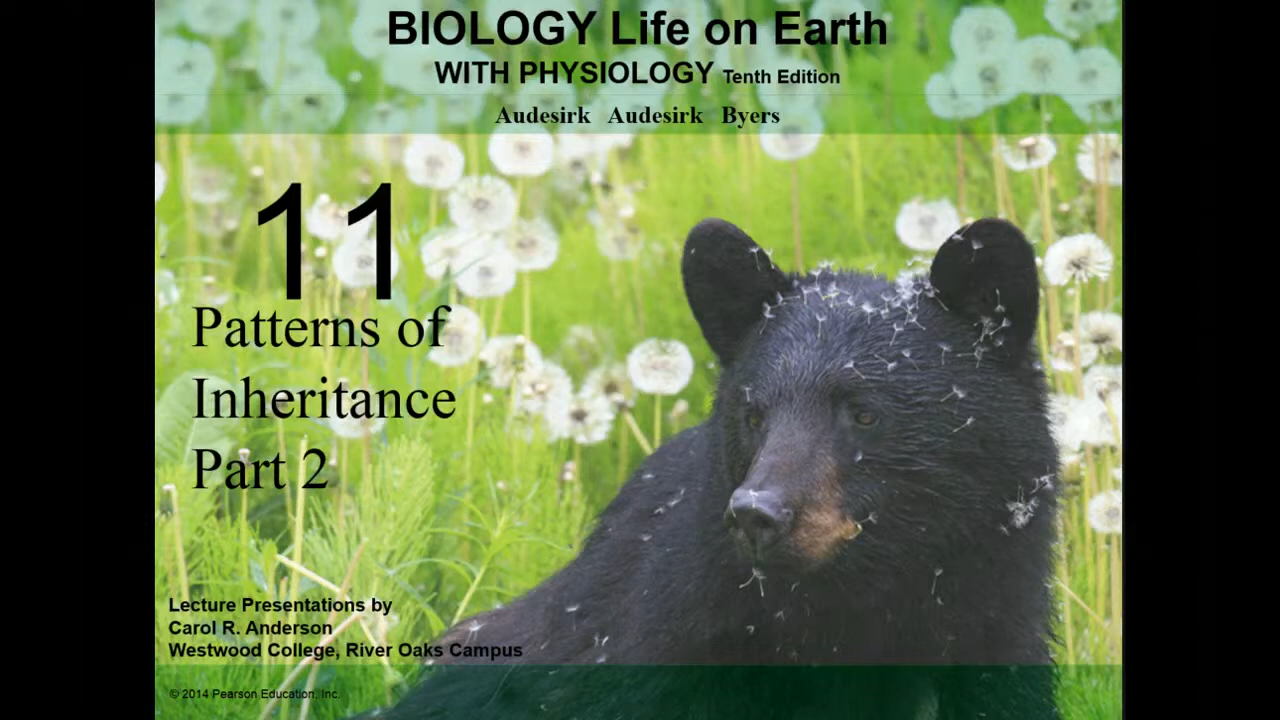 BIOLOGY Life on Earth
WITH PHYSIOLOGY Tenth Edition
Audesirk Audesirk Byers
11
Patterns of
Inheritance
Part 2
Lecture Presentations by
Carol R. Anderson
Westwood College, River Oaks Campus
© 2014 Pearson Education, Inc.